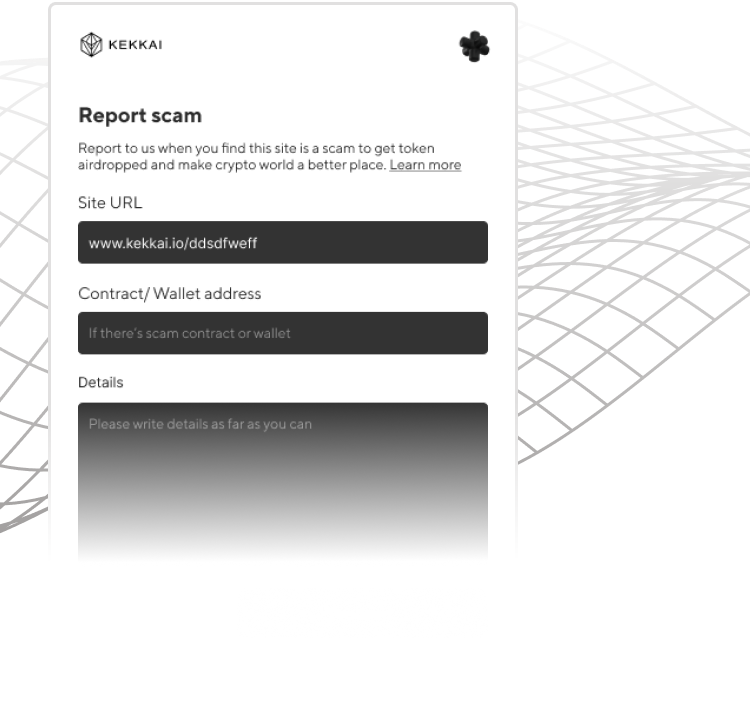 KEKKAI
Report scam
Report to us when you find this site is a scam to get token
airdropped and make crypto world a better place. Learn more
Site URL
www.kekkai.io/ddsdfweff
Contract/ Wallet address
If there's scam contract or wallet
Details
Please write details as far as you can